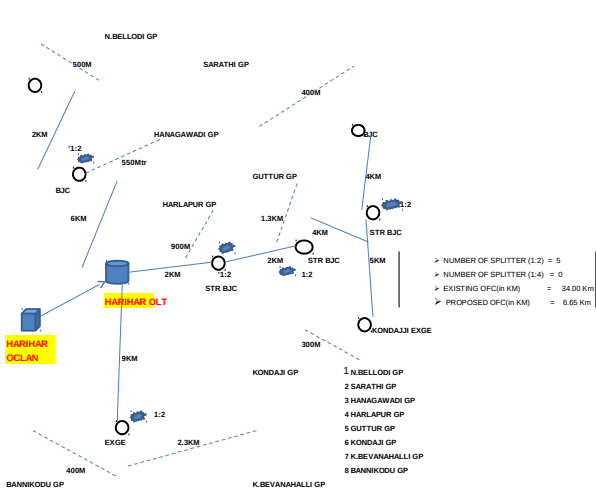 N.BELLODI GP
500M
SARATHI GP
400M
2KM
HANAGAWADI GP
BJC
'1:2
550Mtr
BJC
GUTTUR GP
4KM
HARLAPUR GP
1:2
6KM
1.3KM
4KM
STR BJC
900M
2KM
STR BJC
5KM
NUMBER OF SPLITTER (1:2) = 5
2KM
'1:2
1:2
NUMBER OF SPLITTER (1:4) = 0
STR BJC
EXISTING OFC(in KM) = 34.00 Km
HARIHAR OLT
PROPOSED OFC(in KM) = 6.65 Km
KONDAJJI EXGE
HARIHAR
OCLAN
300M
9KM
KONDAJI GP
1 N.BELLODI GP
2 SARATHI GP
3 HANAGAWADI GP
4 HARLAPUR GP
1:2
5 GUTTUR GP
EXGE
2.3KM
6 KONDAJI GP
7 K.BEVANAHALLI GP
400M
8 BANNIKODU GP
BANNIKODU GP
K.BEVANAHALLI GP